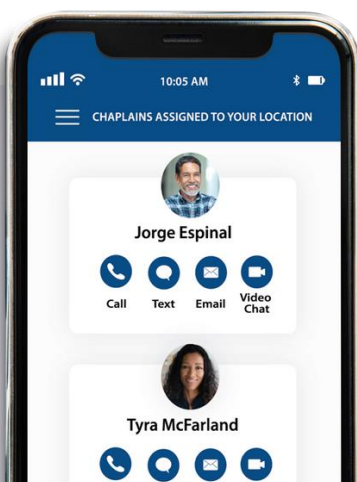 10:05 AM
CHAPLAINS ASSIGNED TO YOUR LOCATION
Jorge Espinal
Call Text Email Video Chat
Tyra McFarland